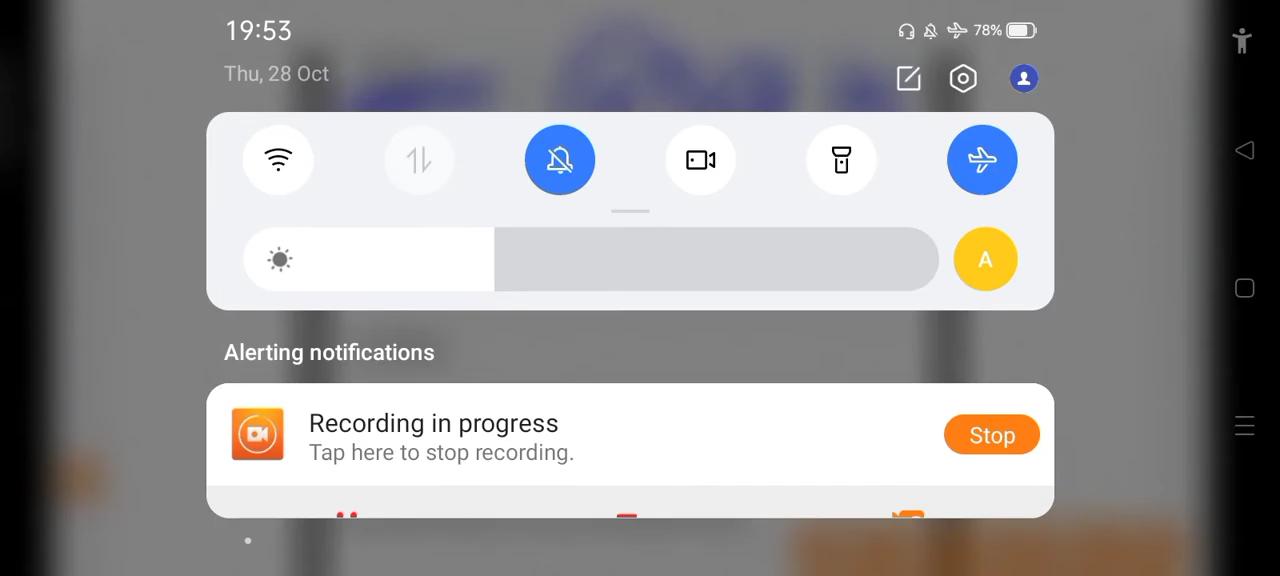 19:53
78%
Thu, 28 Oct
A
Alerting notifications
Recording in progress
Tap here to stop recording.
Stop